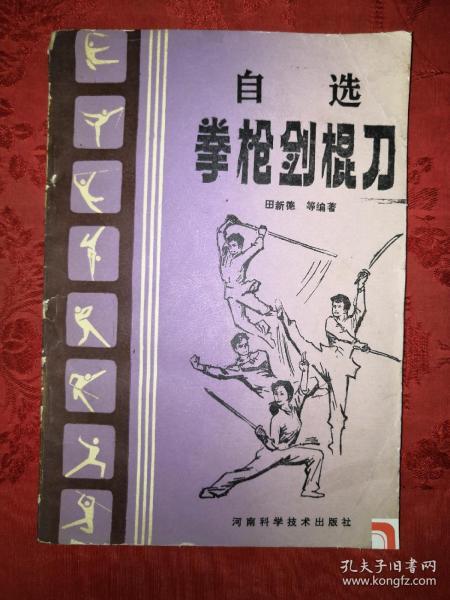 自 选
拳枪剑棍刀
田新德 等编著
河南科学技术出版社
孔夫子旧书网
www.kongfz.com